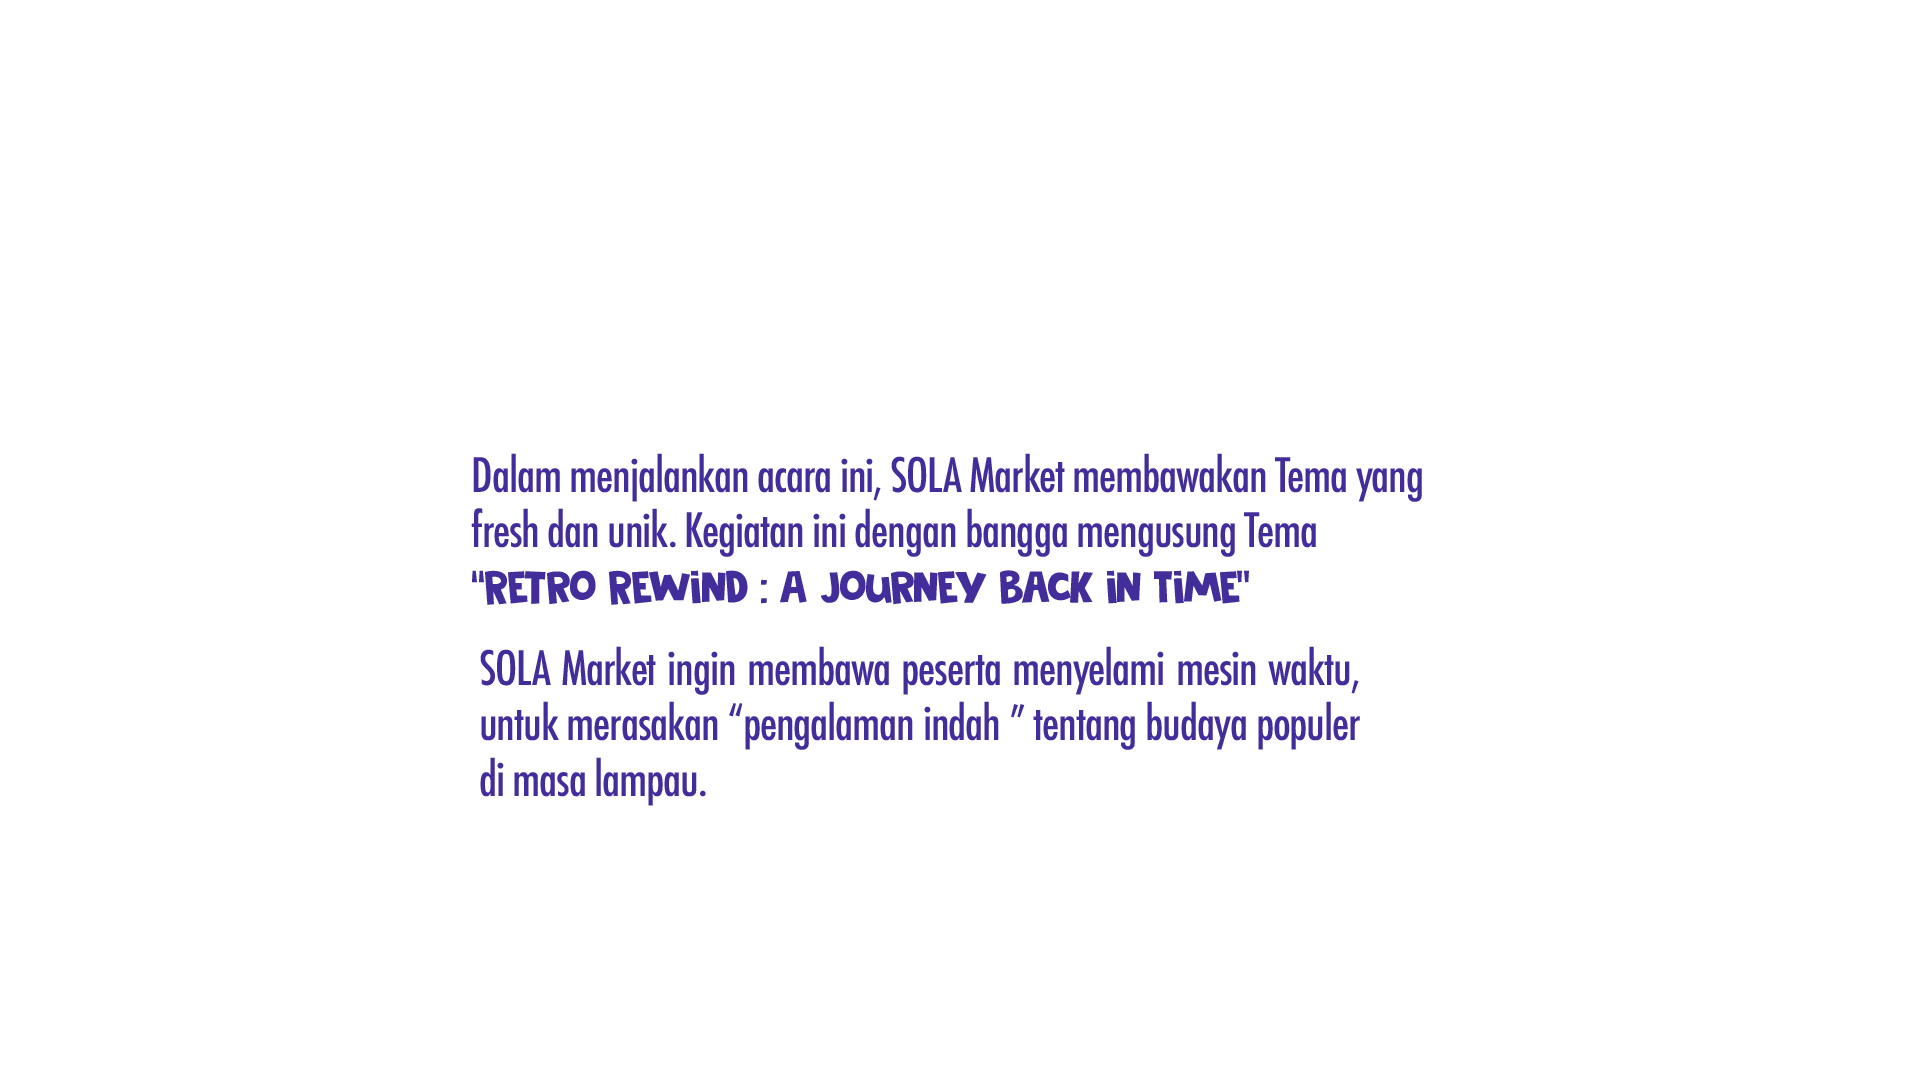 Dalam menjalankan acara ini, SOLA Market membawakan Tema yang
fresh dan unik. Kegiatan ini dengan bangga mengusung Tema
"RETRO REWiND : A JOURNEY BACK iN TiME"
SOLA Market ingin membawa peserta menyelami mesin waktu,
untuk merasakan “pengalaman indah ” tentang budaya populer
di masa lampau.